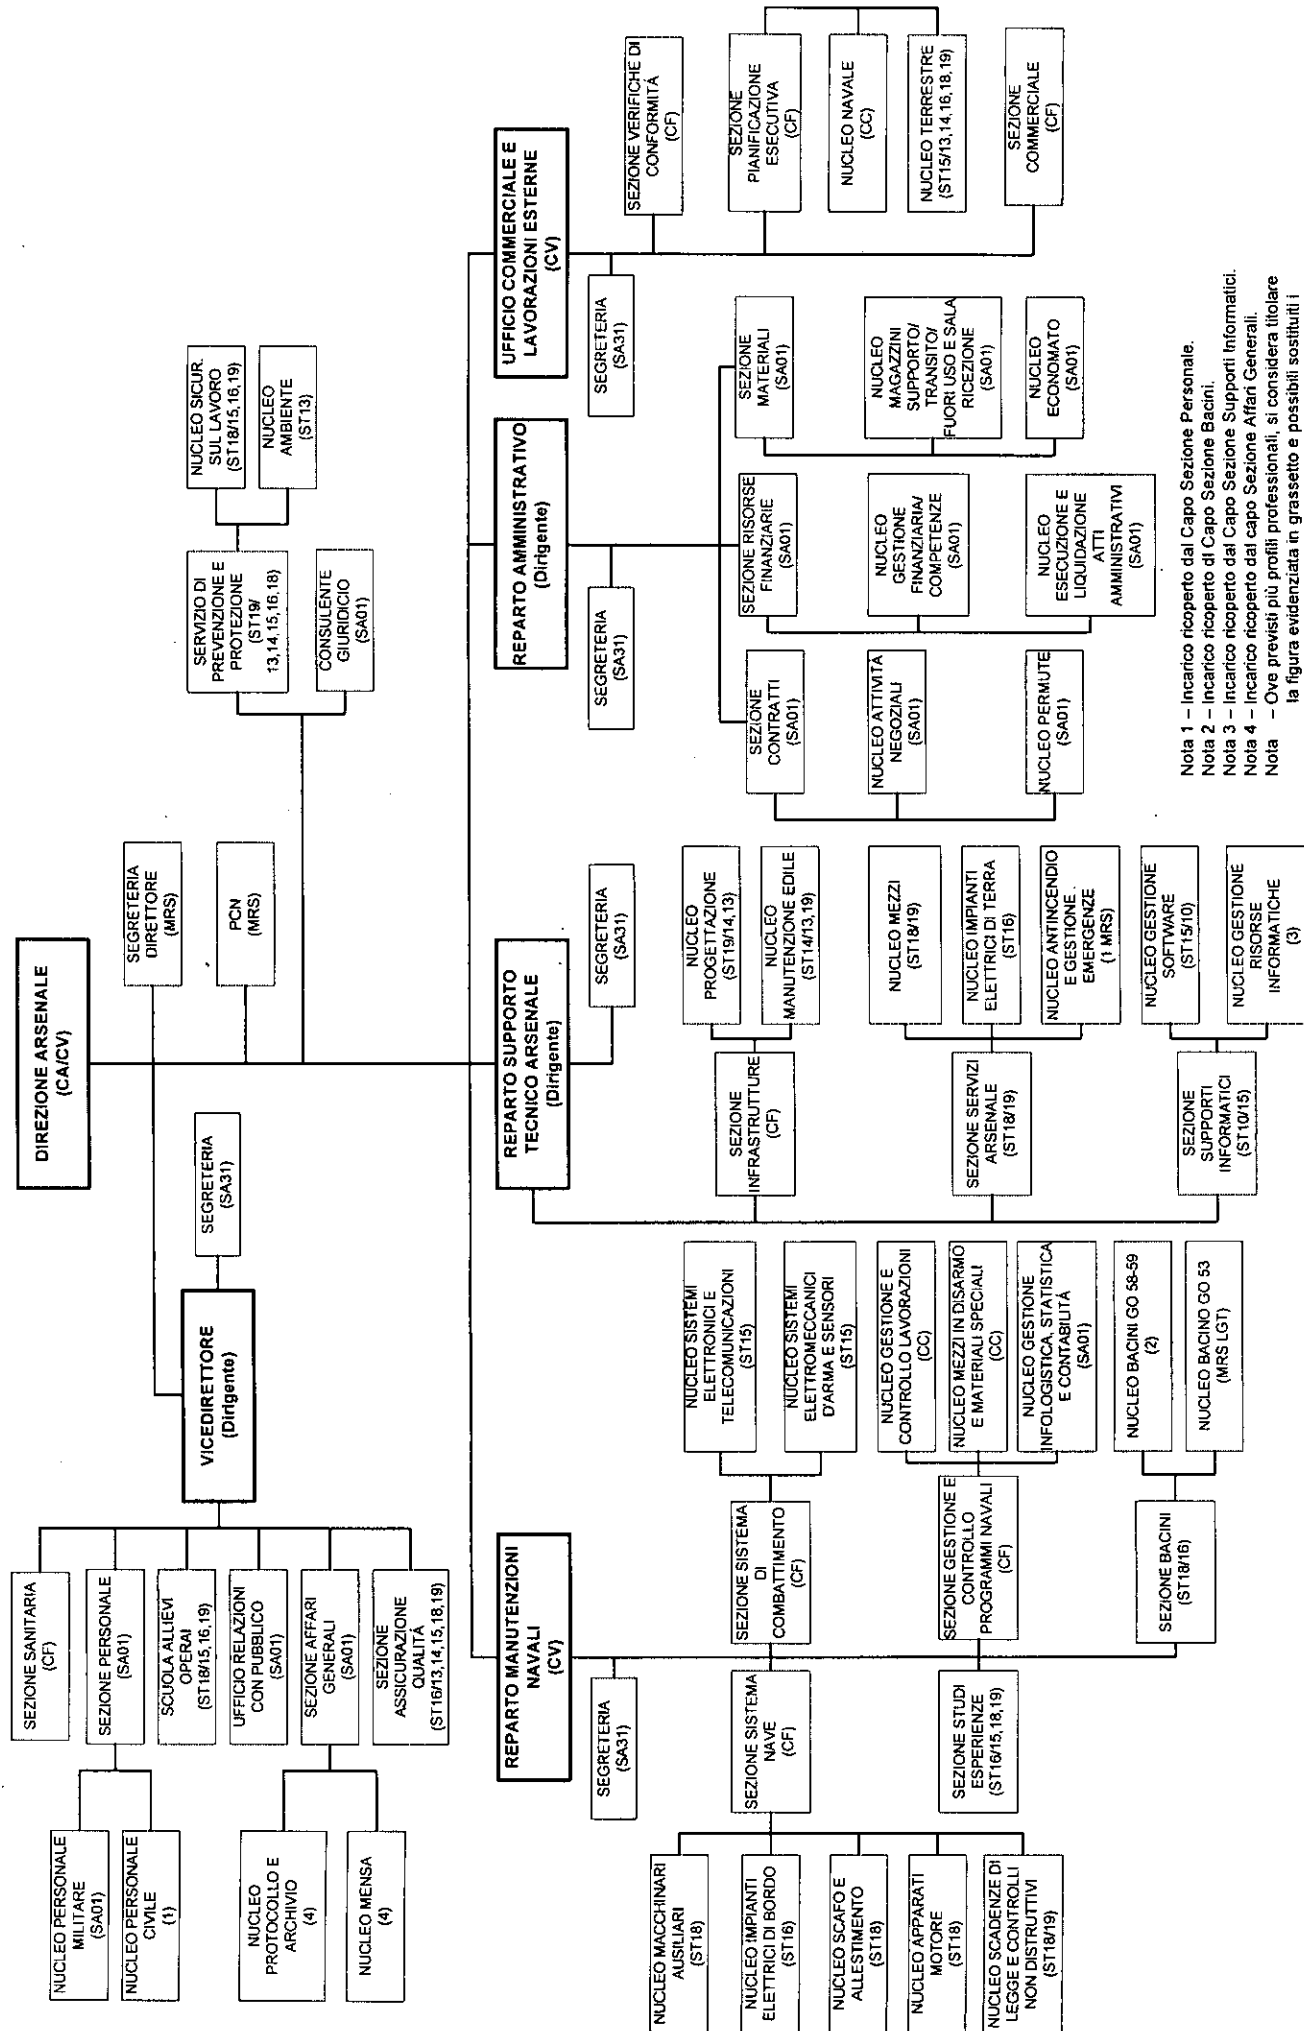 DIREZIONE ARSENALE
(CA/CV)
SEGRETERIA
DIRETTORE
(MRS)
PCN
(MRS)
SEGRETERIA
(SA31)
VICEDIRETTORE
(Dirigente)
SEZIONE SANITARIA
(CF)
SEZIONE PERSONALE
(SA01)
SCUOLA ALLIEVI
OPERAI
(ST18/15,16,19)
UFFICIO RELAZIONI
CON PUBBLICO
(SA01)
SEZIONE AFFARI
GENERALI
(SA01)
SEZIONE
ASSICURAZIONE
QUALITÁ
(ST16/13,14,15,18,19)
NUCLEO PERSONALE
MILITARE
(SA01)
NUCLEO PERSONALE
CIVILE
(1)
NUCLEO
PROTOCOLLO E
ARCHIVIO
(4)
NUCLEO MENSA
(4)
SERVIZIO DI
PREVENZIONE E
PROTEZIONE
(ST19/
13,14,15,16,18)
CONSULENTE
GIURIDICIO
(SA01)
NUCLEO SICUR.
SUL LAVORO
(ST18/15,16,19)
NUCLEO
AMBIENTE
(ST13)
REPARTO MANUTENZIONI
NAVALI
(CV)
SEGRETERIA
(SA31)
SEZIONE SISTEMA
NAVE
(CF)
SEZIONE STUDI
ESPERIENZE
(ST16/15,18,19)
NUCLEO MACCHINARI
AUSILIARI
(ST18)
NUCLEO IMPIANTI
ELETTRICI DI BORDO
(ST16)
NUCLEO SCAFO E
ALLESTIMENTO
(ST18)
NUCLEO APPARATI
MOTORE
(ST18)
NUCLEO SCADENZE DI
LEGGE E CONTROLLI
NON DISTRUTTIVI
(ST18/19)
SEZIONE SISTEMA
DI
COMBATTIMENTO
(CF)
SEZIONE GESTIONE E
CONTROLLO
PROGRAMMI NAVALI
(CF)
SEZIONE BACINI
(ST18/16)
NUCLEO SISTEMI
ELETTRONICI E
TELECOMUNICAZIONI
(ST15)
NUCLEO SISTEMI
ELETTROMECCANICI
D'ARMA E SENSORI
(ST15)
NUCLEO GESTIONE E
CONTROLLO LAVORAZIONI
(CC)
NUCLEO MEZZI IN DISARMO
E MATERIALI SPECIALI
(CC)
NUCLEO GESTIONE
INFOLOGISTICA, STATISTICA
E CONTABILITÁ
(SA01)
NUCLEO BACINI GO 58-59
(2)
NUCLEO BACINO GO 53
(MRS LGT)
REPARTO SUPPORTO
TECNICO ARSENALE
(Dirigente)
SEGRETERIA
(SA31)
SEZIONE
INFRASTRUTTURE
(CF)
SEZIONE SERVIZI
ARSENALE
(ST18/19)
SEZIONE
SUPPORTI
INFORMATICI
(ST10/15)
NUCLEO
PROGETTAZIONE
(ST19/14,13)
NUCLEO
MANUTENZIONE EDILE
(ST14/13,19)
NUCLEO MEZZI
(ST18/19)
NUCLEO IMPIANTI
ELETTRICI DI TERRA
(ST16)
NUCLEO ANTINCENDIO
E GESTIONE
EMERGENZE
(1 MRS)
NUCLEO GESTIONE
SOFTWARE
(ST15/10)
NUCLEO GESTIONE
RISORSE
INFORMATICHE
(3)
REPARTO AMMINISTRATIVO
(Dirigente)
SEGRETERIA
(SA31)
SEZIONE
CONTRATTI
(SA01)
NUCLEO ATTIVITÁ
NEGOZIALI
(SA01)
NUCLEO PERMUTE
(SA01)
SEZIONE RISORSE
FINANZIARIE
(SA01)
NUCLEO
GESTIONE
FINANZIARIA/
COMPETENZE
(SA01)
NUCLEO
ESECUZIONE E
LIQUIDAZIONE
ATTI
AMMINISTRATIVI
(SA01)
SEZIONE
MATERIALI
(SA01)
NUCLEO
MAGAZZINI
SUPPORTO/
TRANSITO/
FUORI USO E SALA
RICEZIONE
(SA01)
NUCLEO
ECONOMATO
(SA01)
UFFICIO COMMERCIALE E
LAVORAZIONI ESTERNE
(CV)
SEGRETERIA
(SA31)
SEZIONE VERIFICHE DI
CONFORMITÁ
(CF)
SEZIONE
PIANIFICAZIONE
ESECUTIVA
(CF)
NUCLEO NAVALE
(CC)
NUCLEO TERRESTRE
(ST15/13,14,16,18,19)
SEZIONE
COMMERCIALE
(CF)
Nota 1 – Incarico ricoperto dal Capo Sezione Personale.
Nota 2 – Incarico ricoperto dl Capo Sezione Bacini.
Nota 3 – Incarico ricoperto dal Capo Sezione Supporti Informatici.
Nota 4 – Incarico ricoperto dal capo Sezione Affari Generali.
Nota – Ove previsti più profili professionali, si considera titolare
la figura evidenziata in grassetto e possibili sostituiti i